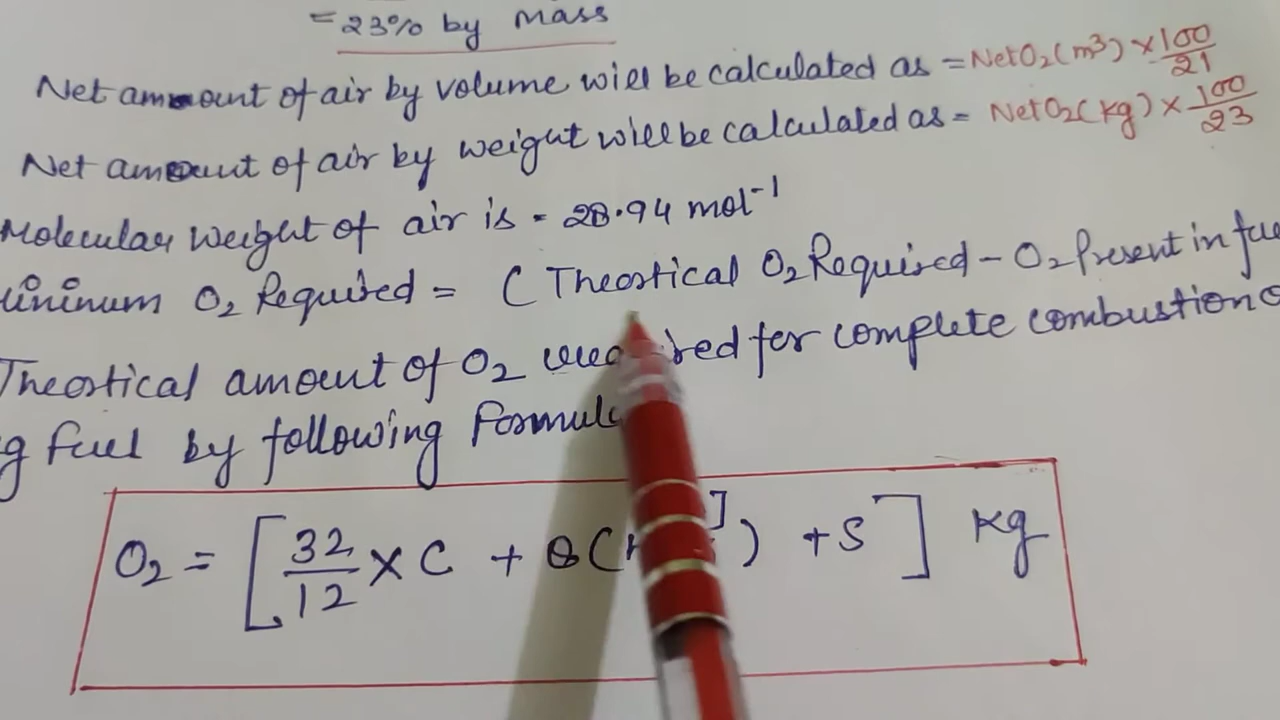 = 23% by mass
Net amount of air by volume will be calculated as = Net O₂ (m³) × 100/21
Net amount of air by weight will be calculated as = Net O₂ (Kg) × 100/23
Molecular weight of air is = 28.94 mol⁻¹
O₂ Required = ( Theortical O₂ Required - O₂ Present in
Theortical amount of O₂ for complete combustion
fuel by following
O₂ = [ 32/12 × C + 8( ) + S ] Kg